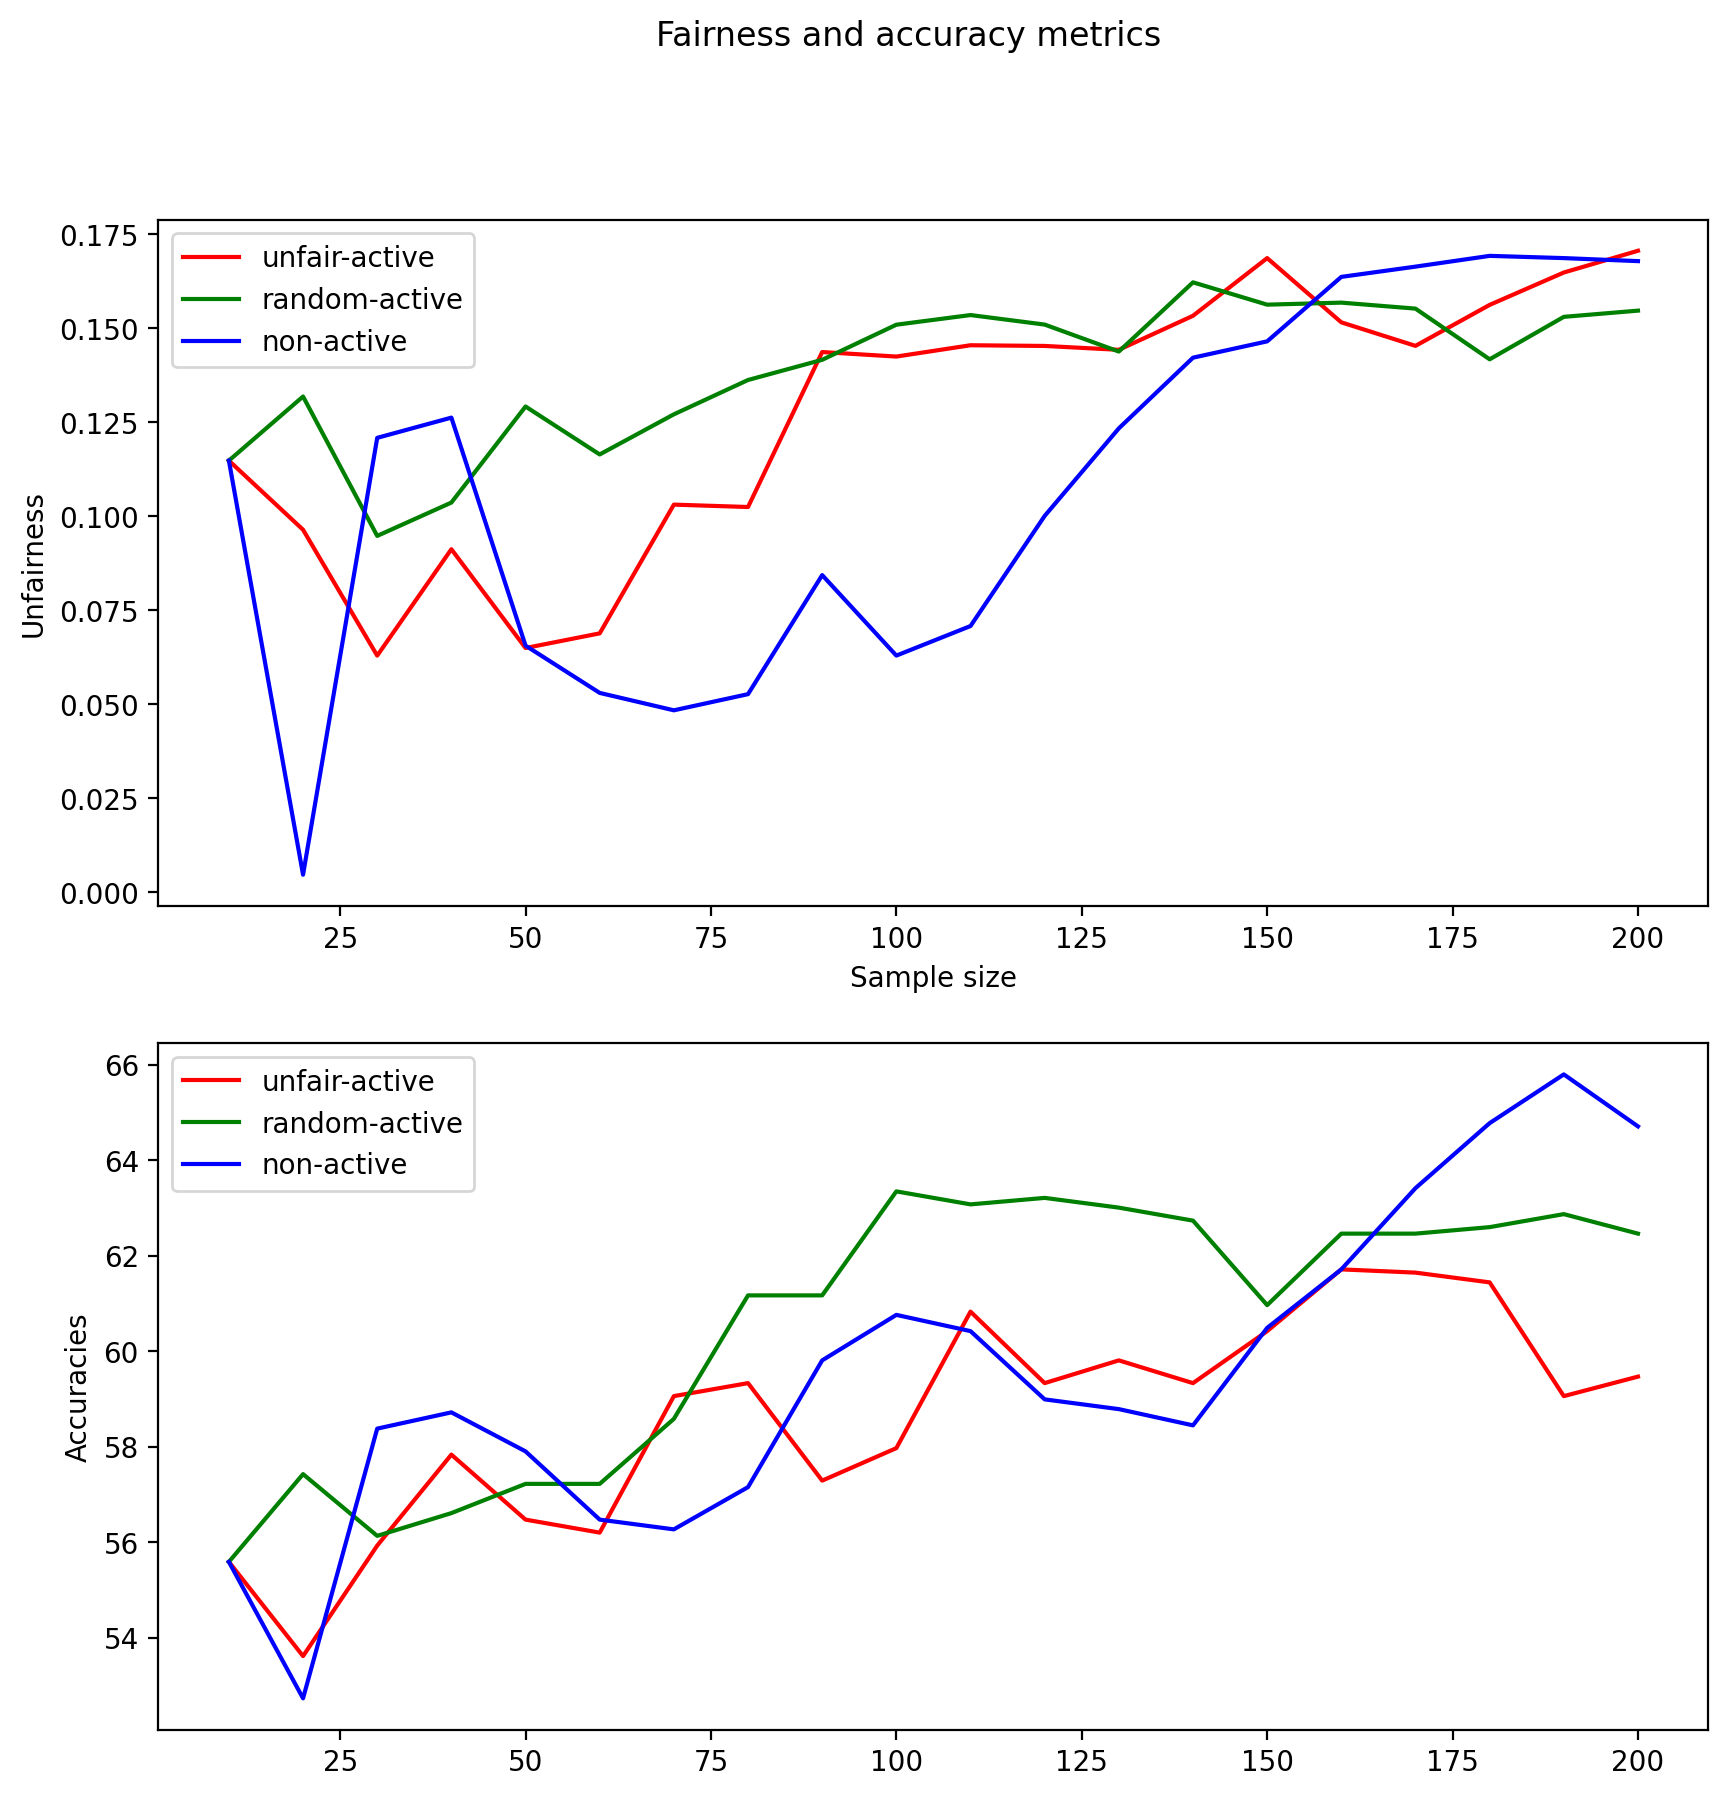 Fairness and accuracy metrics
unfair-active
random-active
non-active
Unfairness
0.175
0.150
0.125
0.100
0.075
0.050
0.025
0.000
25 50 75 100 125 150 175 200
Sample size
unfair-active
random-active
non-active
Accuracies
66
64
62
60
58
56
54
25 50 75 100 125 150 175 200